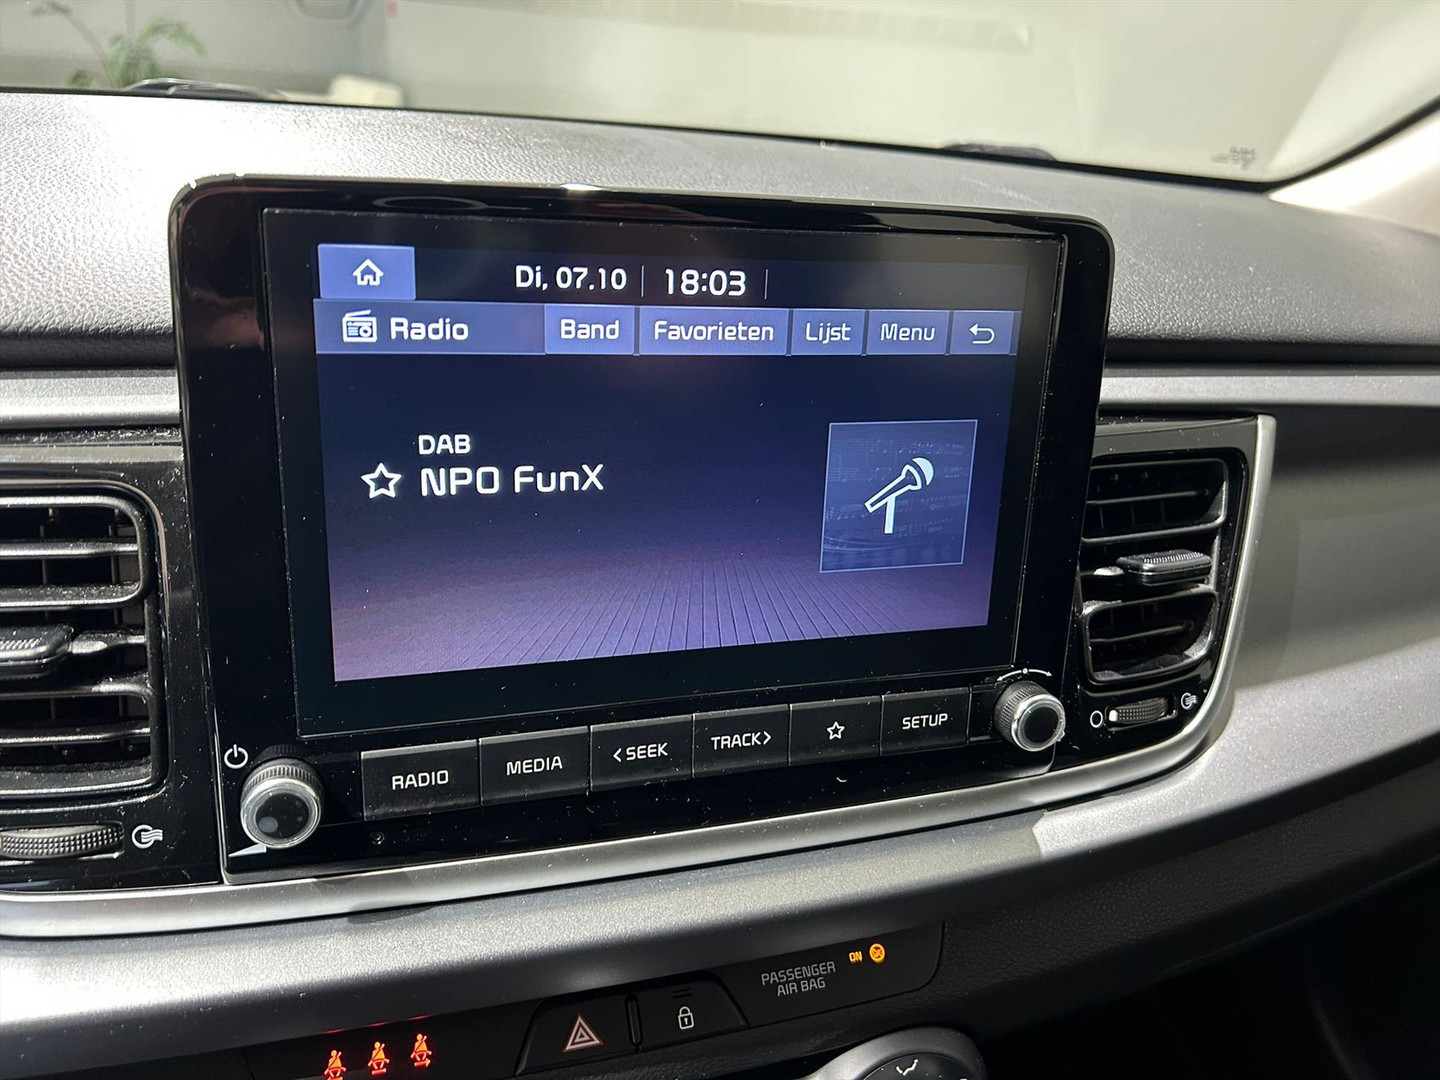 Di, 07.10 18:03
Radio Band Favorieten Lijst Menu
DAB
NPO FunX
RADIO MEDIA <SEEK TRACK> SETUP
PASSENGER
AIR BAG
ON